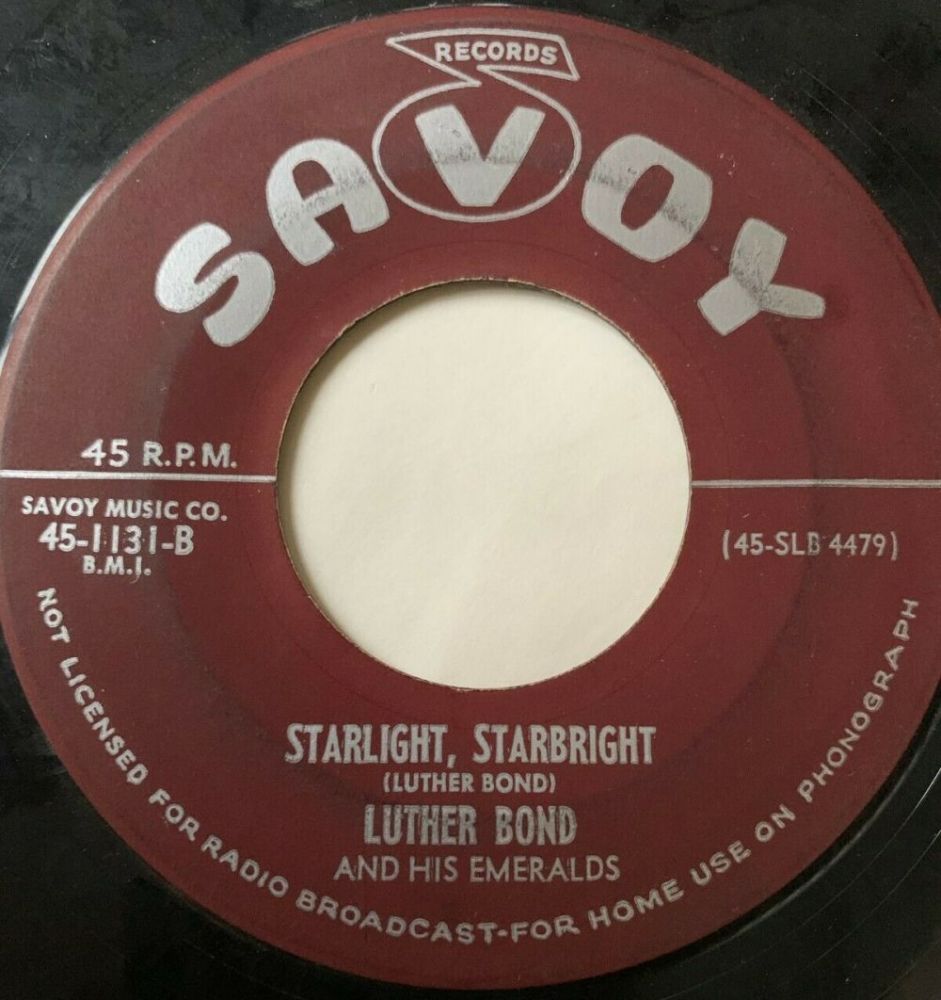 RECORDS
SAVOY
45 R.P.M.
SAVOY MUSIC CO.
45-1131-B
B.M.I.
(45-SLB 4479)
STARLIGHT, STARBRIGHT
(LUTHER BOND)
LUTHER BOND
AND HIS EMERALDS
NOT LICENSED FOR RADIO BROADCAST-FOR HOME USE ON PHONOGRAPH